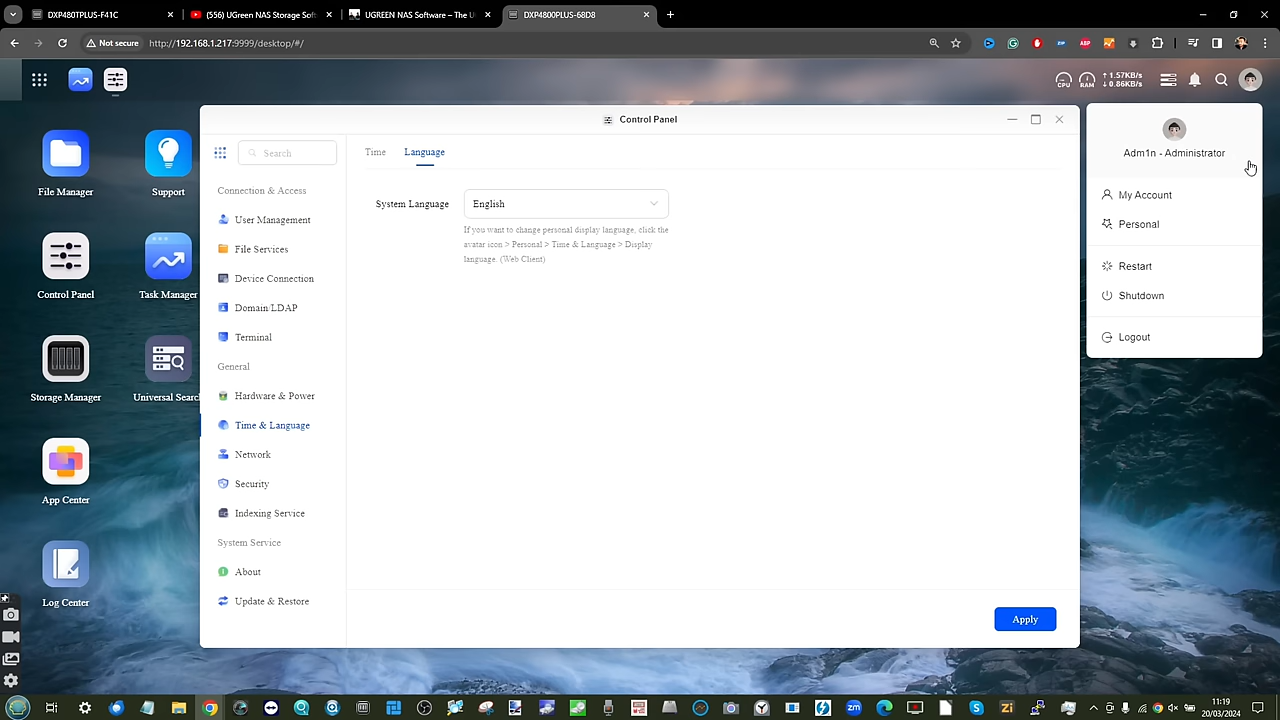 DXP480TPLUS-F41C
(556) UGreen NAS Storage Soft
UGREEN NAS Software – The U
DXP4800PLUS-68D8
Not secure
http://192.168.1.217:9999/desktop/#/
CPU
RAM
↑ 1.57KB/s
↓ 0.86KB/s
Control Panel
Adm1n - Administrator
My Account
Personal
Restart
Shutdown
Logout
File Manager
Support
Control Panel
Task Manager
Storage Manager
Universal Searc
App Center
Log Center
Search
Connection & Access
User Management
File Services
Device Connection
Domain/LDAP
Terminal
General
Hardware & Power
Time & Language
Network
Security
Indexing Service
System Service
About
Update & Restore
Time
Language
System Language
English
If you want to change personal display language, click the
avatar icon > Personal > Time & Language > Display
language. (Web Client)
Apply
11:19
20/03/2024